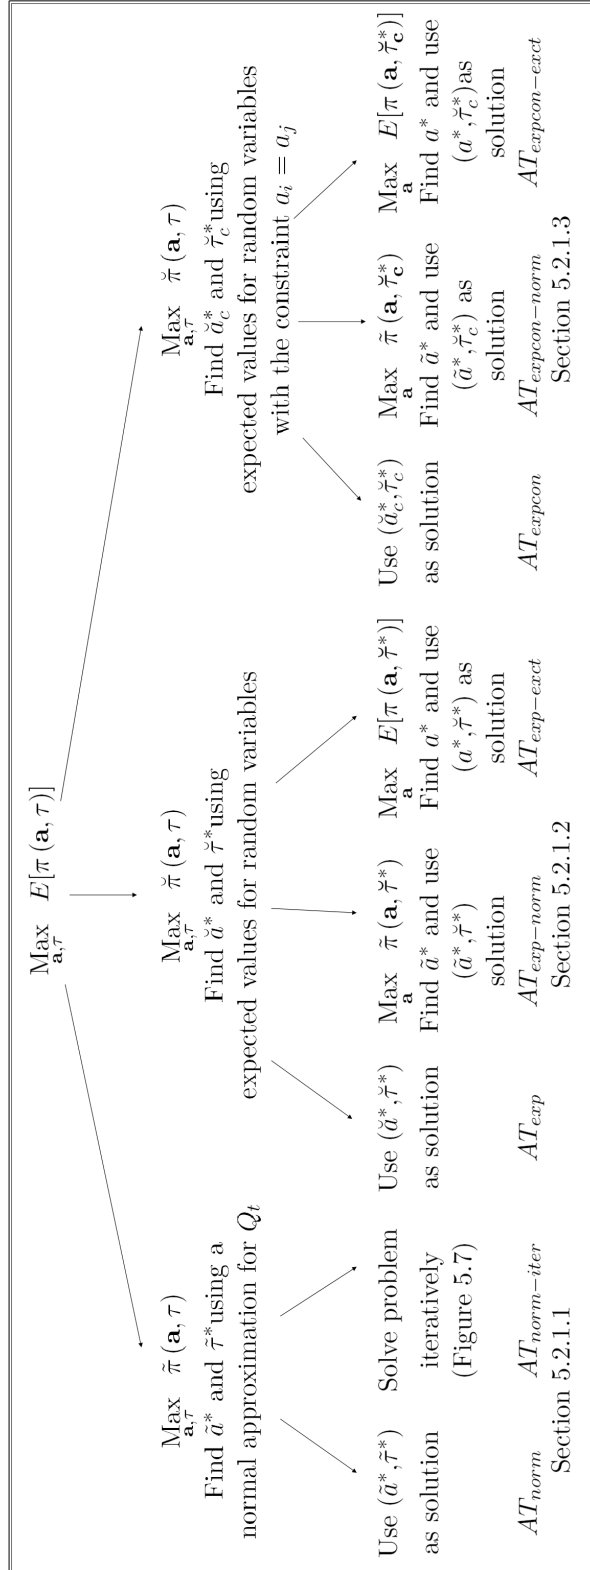 Max E[π (a, τ)]
a,τ
Max π̃ (a, τ)
a,τ
Find ã* and τ̃* using a
normal approximation for Q_t
Max π̆ (a, τ)
a,τ
Find ă* and τ̆* using
expected values for random variables
Max π̆ (a, τ)
a,τ
Find ă*_c and τ̆*_c using
expected values for random variables
with the constraint a_i = a_j
Use (ã*,τ̃*)
as solution
AT_norm
Solve problem
iteratively
(Figure 5.7)
AT_norm−iter
Section 5.2.1.1
Use (ă*,τ̆*)
as solution
AT_exp
Max π̃ (a, τ̆*)
a
Find ã* and use
(ã*,τ̆*)
solution
AT_exp−norm
Max E[π (a, τ̆*)]
a
Find a* and use
(a*,τ̆*) as
solution
AT_exp−exct
Section 5.2.1.2
Use (ă*_c,τ̆*_c)
as solution
AT_expcon
Max π̃ (a, τ̆*_c)
a
Find ã* and use
(ã*,τ̆*_c) as
solution
AT_expcon−norm
Max E[π (a, τ̆*_c)]
a
Find a* and use
(a*,τ̆*_c)as
solution
AT_expcon−exct
Section 5.2.1.3